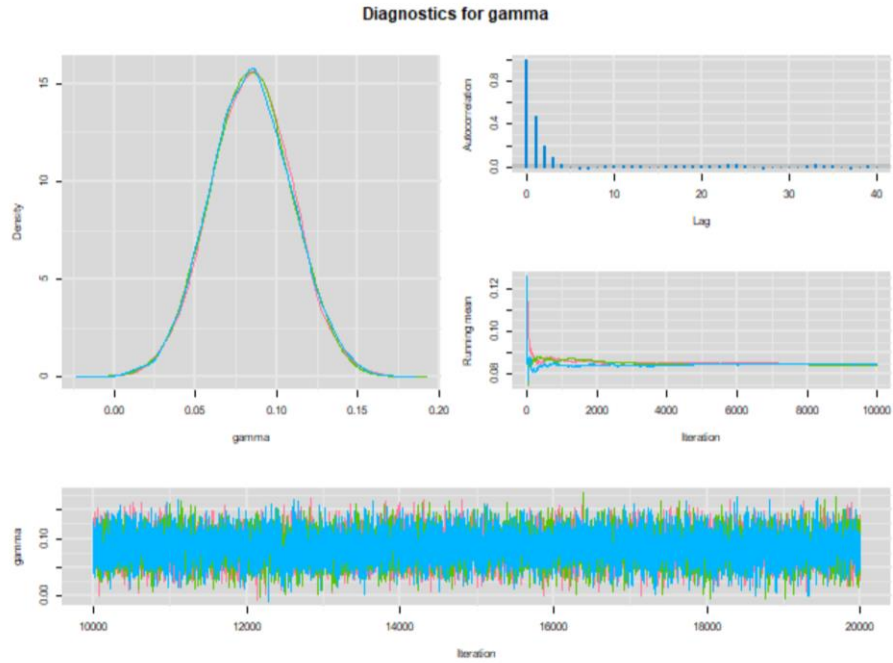 Diagnostics for gamma
15
10
5
0
Density
0.00 0.05 0.10 0.15 0.20
gamma
0.8
0.4
0.0
Autocorrelation
0 10 20 30 40
Lag
0.12
0.10
0.08
Running mean
0 2000 4000 6000 8000 10000
Iteration
0.10
0.00
gamma
10000 12000 14000 16000 18000 20000
Iteration